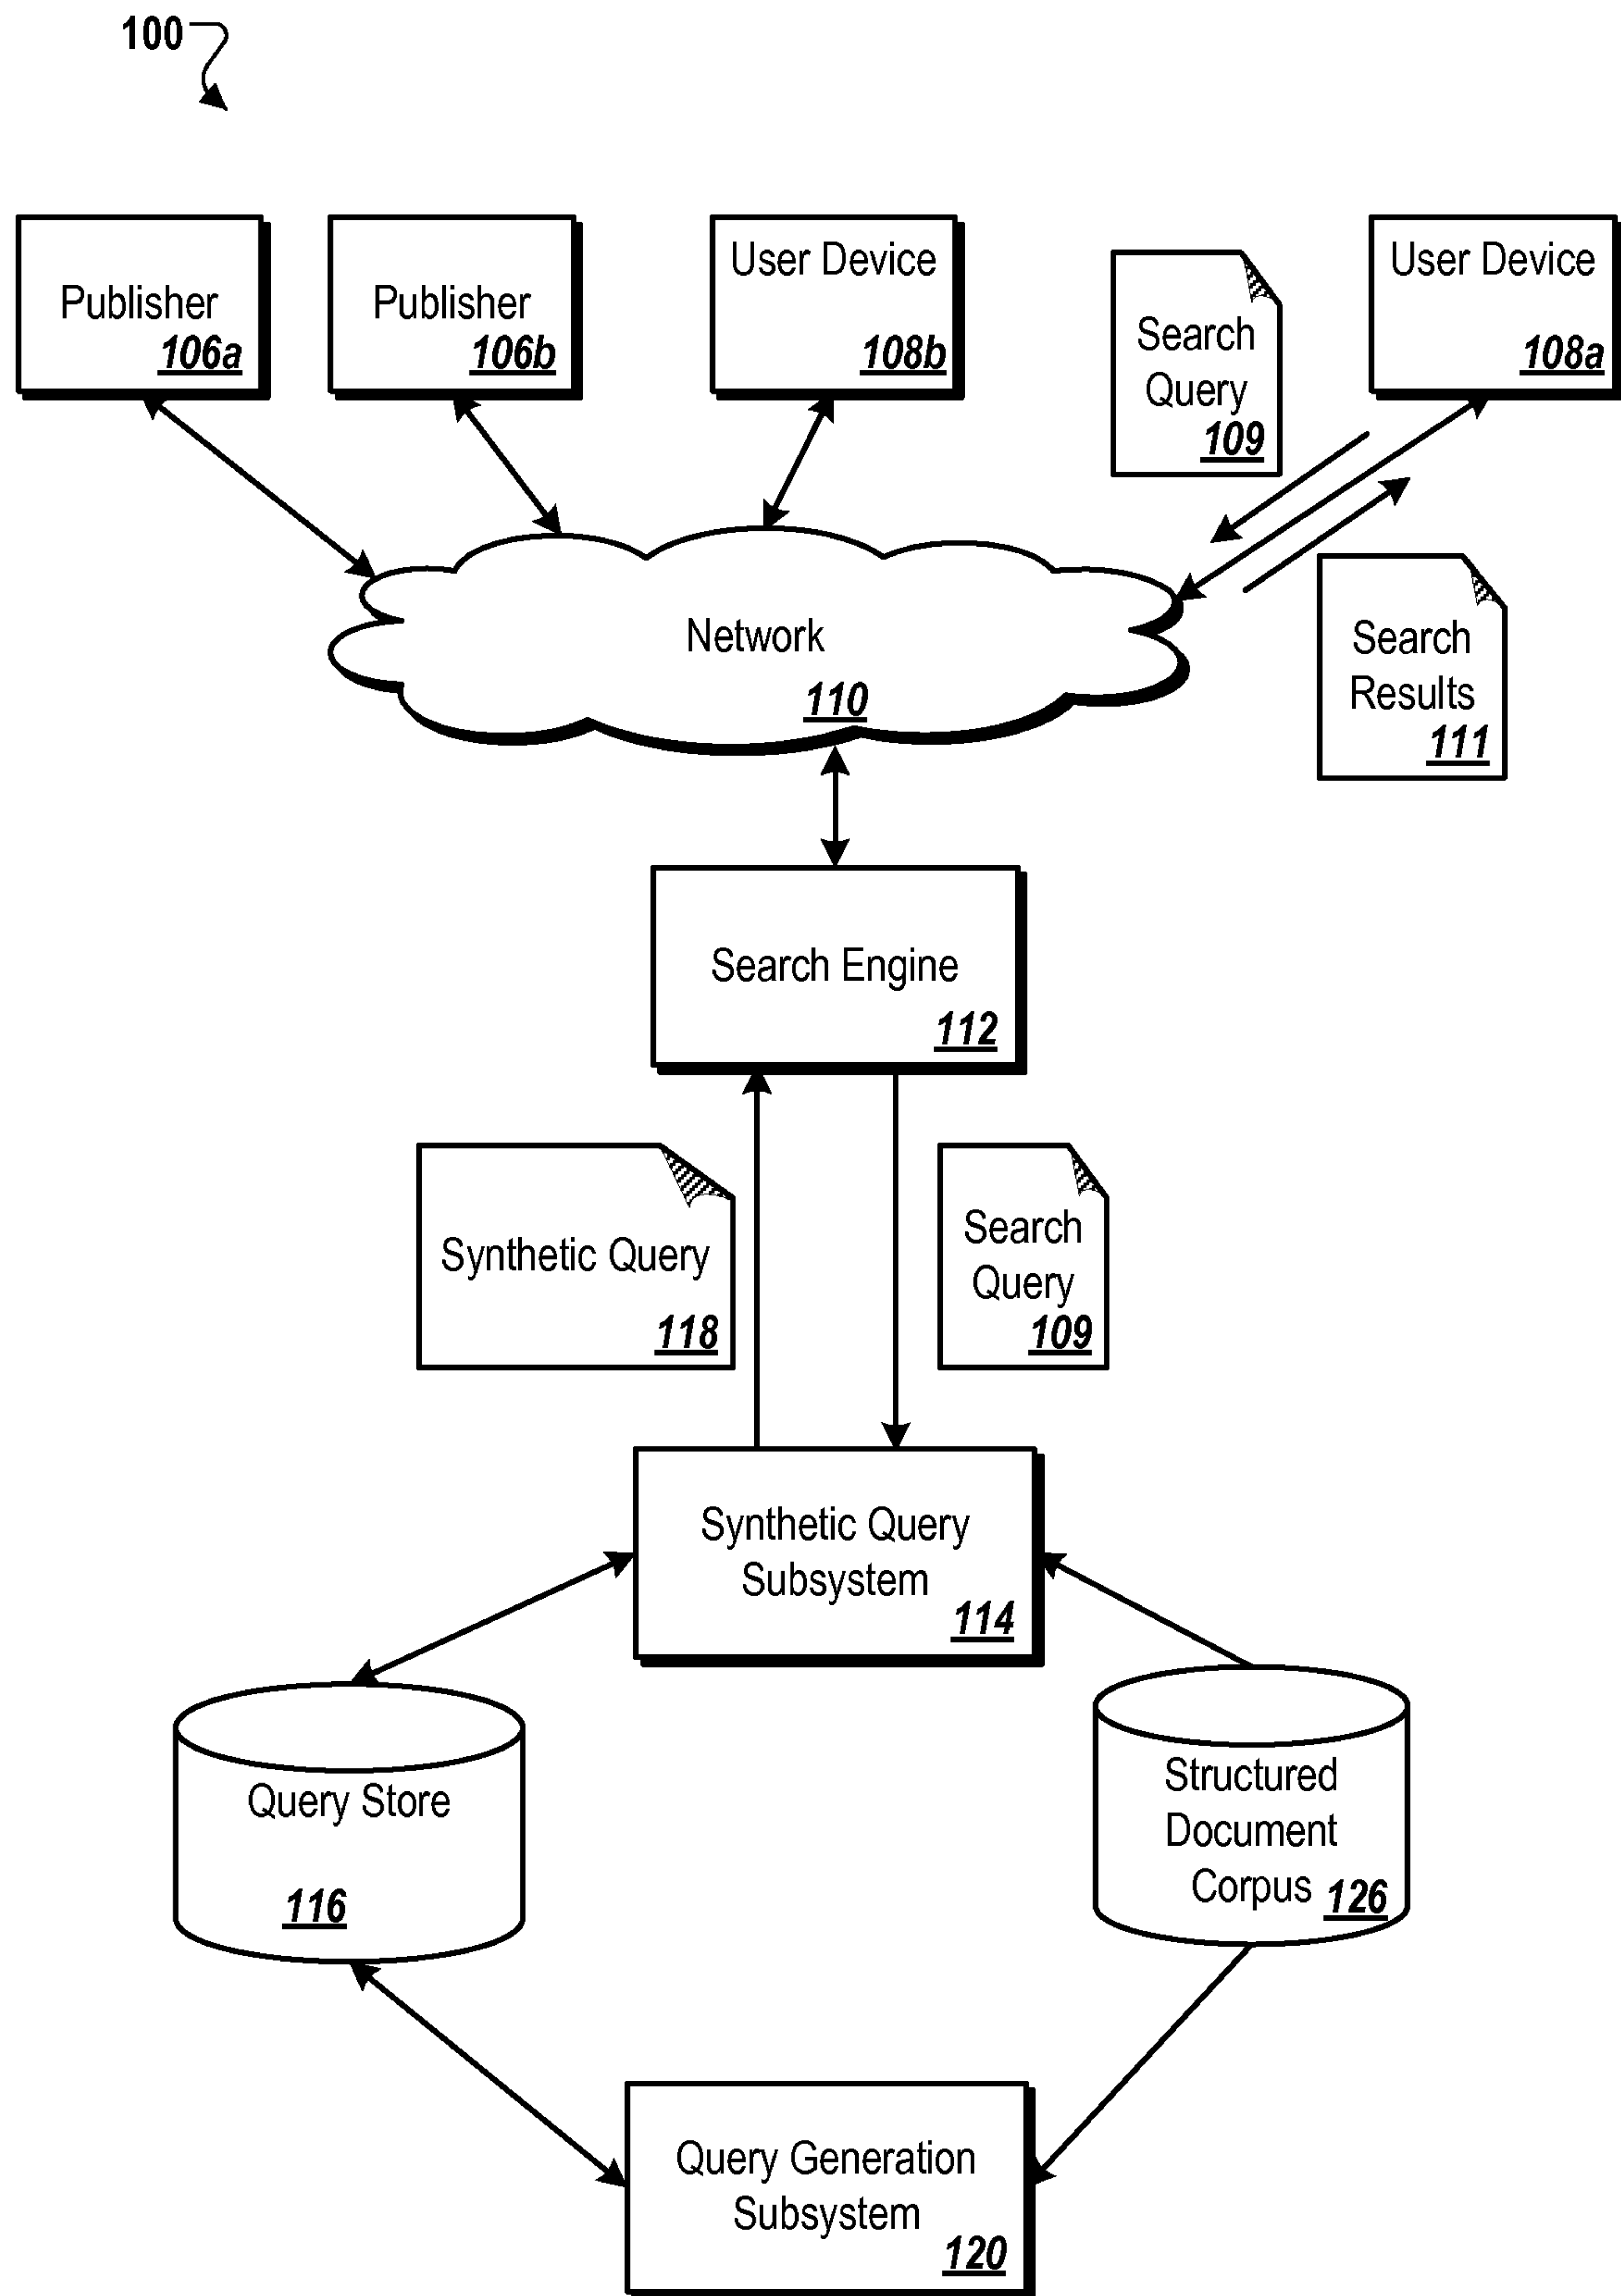 100
Publisher
106a
Publisher
106b
User Device
108b
Search
Query
109
User Device
108a
Network
110
Search
Results
111
Search Engine
112
Synthetic Query
118
Search
Query
109
Synthetic Query
Subsystem
114
Query Store
116
Structured
Document
Corpus 126
Query Generation
Subsystem
120